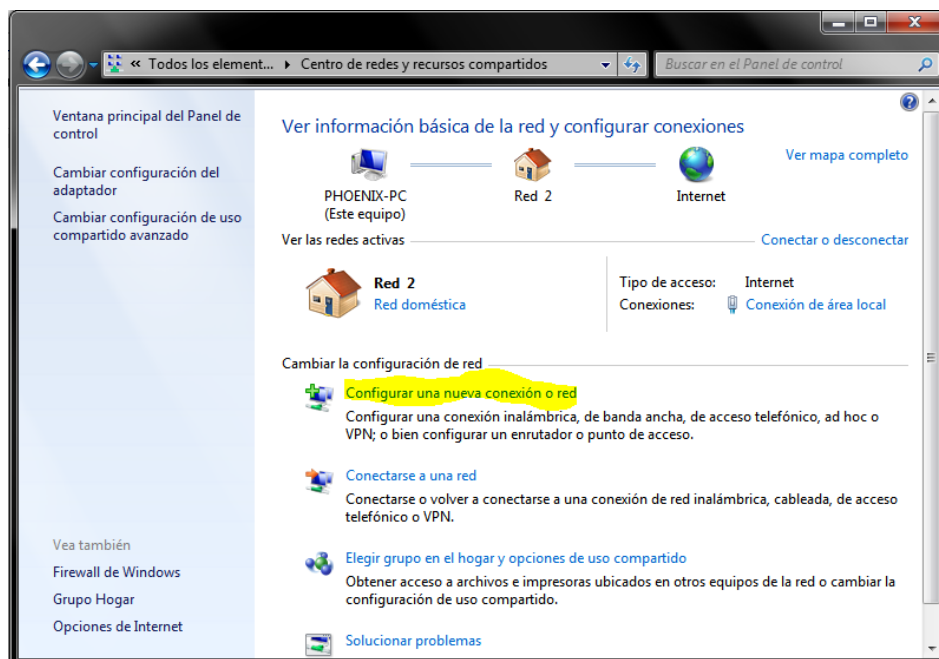 « Todos los element... ▸ Centro de redes y recursos compartidos
Buscar en el Panel de control
Ventana principal del Panel de
control
Cambiar configuración del
adaptador
Cambiar configuración de uso
compartido avanzado
Vea también
Firewall de Windows
Grupo Hogar
Opciones de Internet
Ver información básica de la red y configurar conexiones
Ver mapa completo
PHOENIX-PC
(Este equipo)
Red 2
Internet
Ver las redes activas
Conectar o desconectar
Red 2
Red doméstica
Tipo de acceso: Internet
Conexiones: Conexión de área local
Cambiar la configuración de red
Configurar una nueva conexión o red
Configurar una conexión inalámbrica, de banda ancha, de acceso telefónico, ad hoc o
VPN; o bien configurar un enrutador o punto de acceso.
Conectarse a una red
Conectarse o volver a conectarse a una conexión de red inalámbrica, cableada, de acceso
telefónico o VPN.
Elegir grupo en el hogar y opciones de uso compartido
Obtener acceso a archivos e impresoras ubicados en otros equipos de la red o cambiar la
configuración de uso compartido.
Solucionar problemas